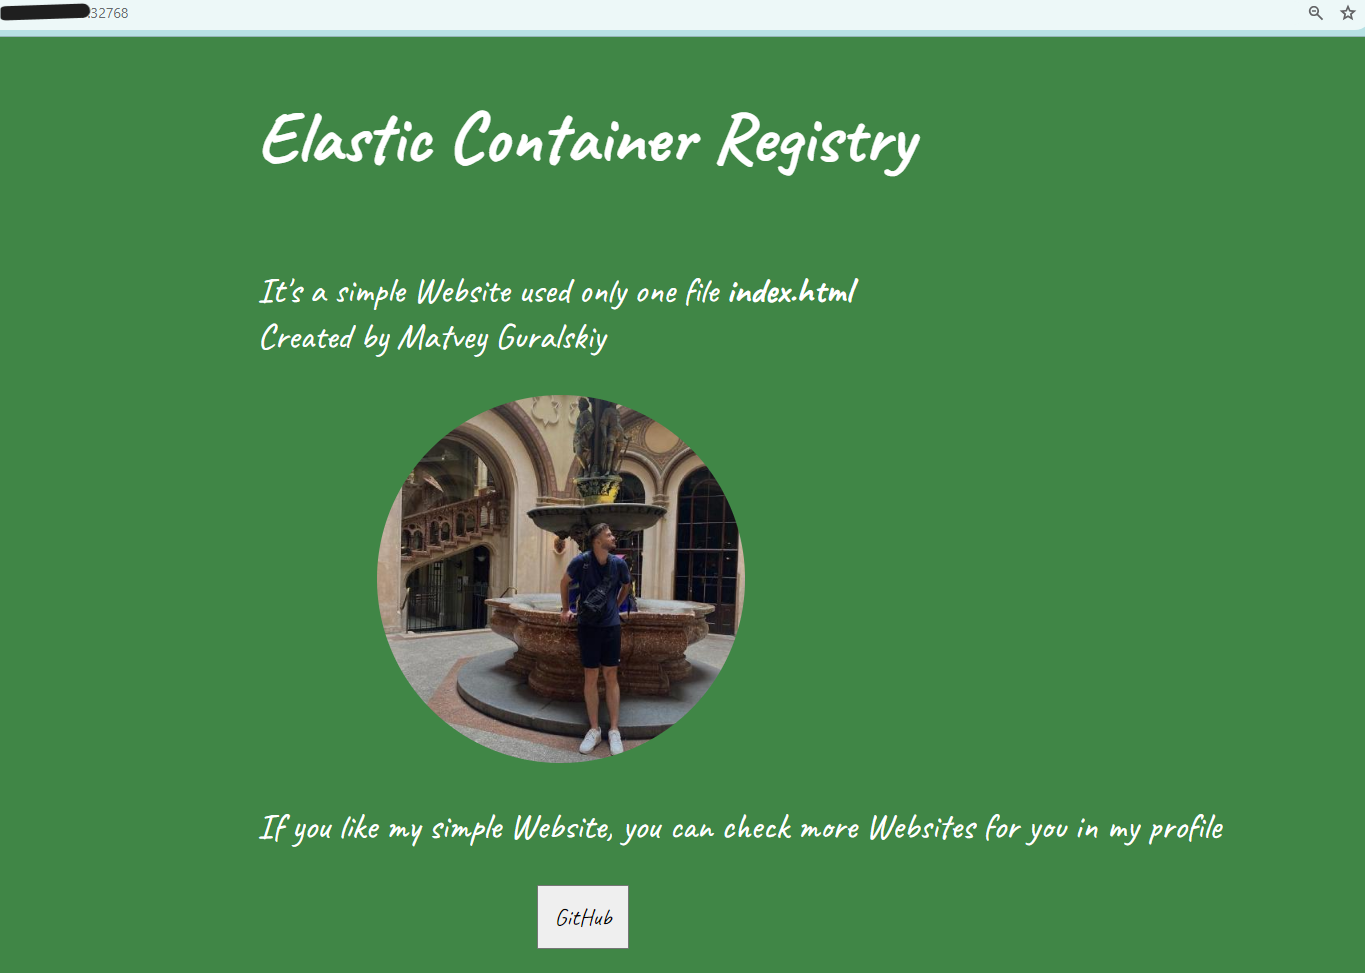 :32768
Elastic Container Registry
It's a simple Website used only one file index.html
Created by Matvey Guralskiy
If you like my simple Website, you can check more Websites for you in my profile
GitHub